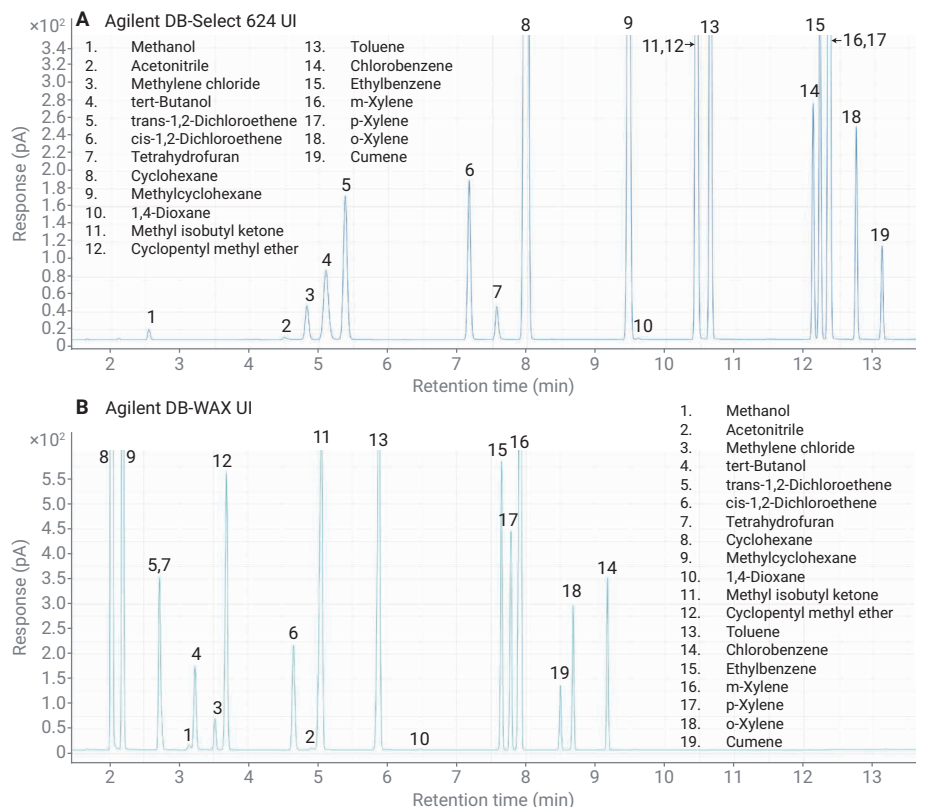 A Agilent DB-Select 624 UI
×10²
3.4
3.2
2.8
2.6
2.4
2.2
2.0
1.8
1.6
1.4
1.2
1.0
0.8
0.6
0.4
0.2
0
Response (pA)
1. Methanol
2. Acetonitrile
3. Methylene chloride
4. tert-Butanol
5. trans-1,2-Dichloroethene
6. cis-1,2-Dichloroethene
7. Tetrahydrofuran
8. Cyclohexane
9. Methylcyclohexane
10. 1,4-Dioxane
11. Methyl isobutyl ketone
12. Cyclopentyl methyl ether
13. Toluene
14. Chlorobenzene
15. Ethylbenzene
16. m-Xylene
17. p-Xylene
18. o-Xylene
19. Cumene
1
2
3
4
5
6
7
8
9
10
11,12
13
14
15
16,17
18
19
2 3 4 5 6 7 8 9 10 11 12 13
Retention time (min)
B Agilent DB-WAX UI
×10²
5.5
5.0
4.5
4.0
3.5
3.0
2.5
2.0
1.5
1.0
0.5
0
Response (pA)
8
9
5,7
1
4
3
12
6
2
11
13
10
15
17
16
19
18
14
1. Methanol
2. Acetonitrile
3. Methylene chloride
4. tert-Butanol
5. trans-1,2-Dichloroethene
6. cis-1,2-Dichloroethene
7. Tetrahydrofuran
8. Cyclohexane
9. Methylcyclohexane
10. 1,4-Dioxane
11. Methyl isobutyl ketone
12. Cyclopentyl methyl ether
13. Toluene
14. Chlorobenzene
15. Ethylbenzene
16. m-Xylene
17. p-Xylene
18. o-Xylene
19. Cumene
2 3 4 5 6 7 8 9 10 11 12 13
Retention time (min)